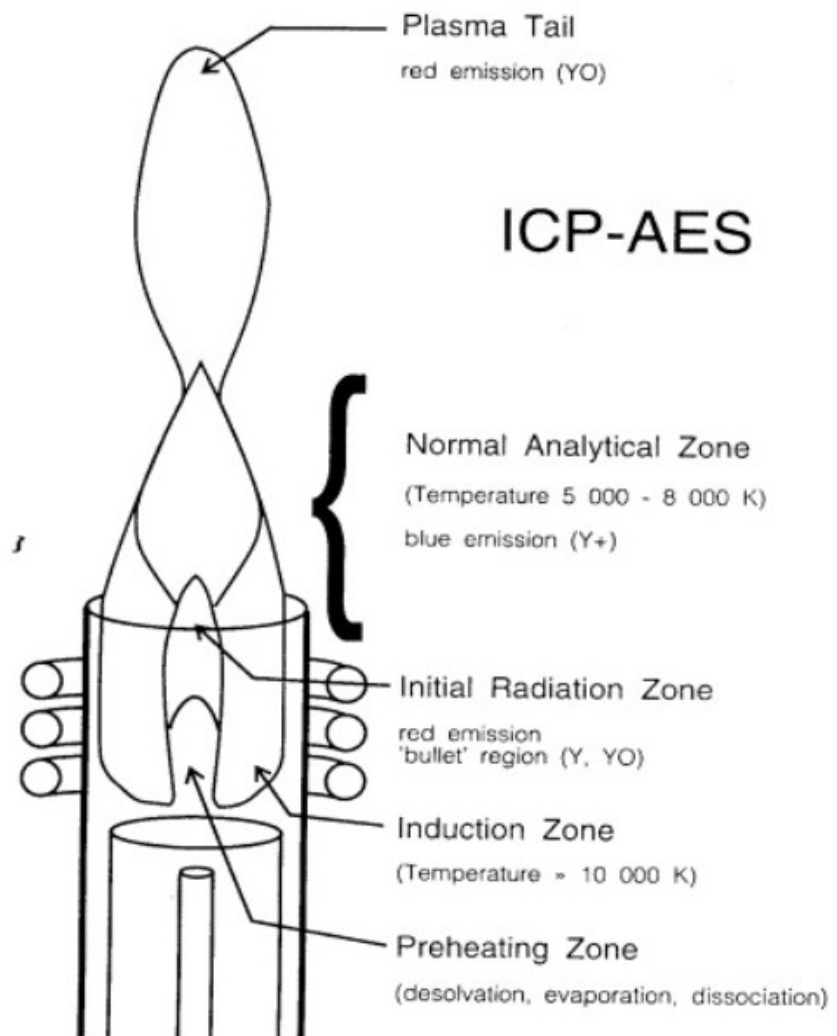 Plasma Tail
red emission (YO)
ICP-AES
Normal Analytical Zone
(Temperature 5 000 - 8 000 K)
blue emission (Y+)
Initial Radiation Zone
red emission
'bullet' region (Y, YO)
Induction Zone
(Temperature » 10 000 K)
Preheating Zone
(desolvation, evaporation, dissociation)